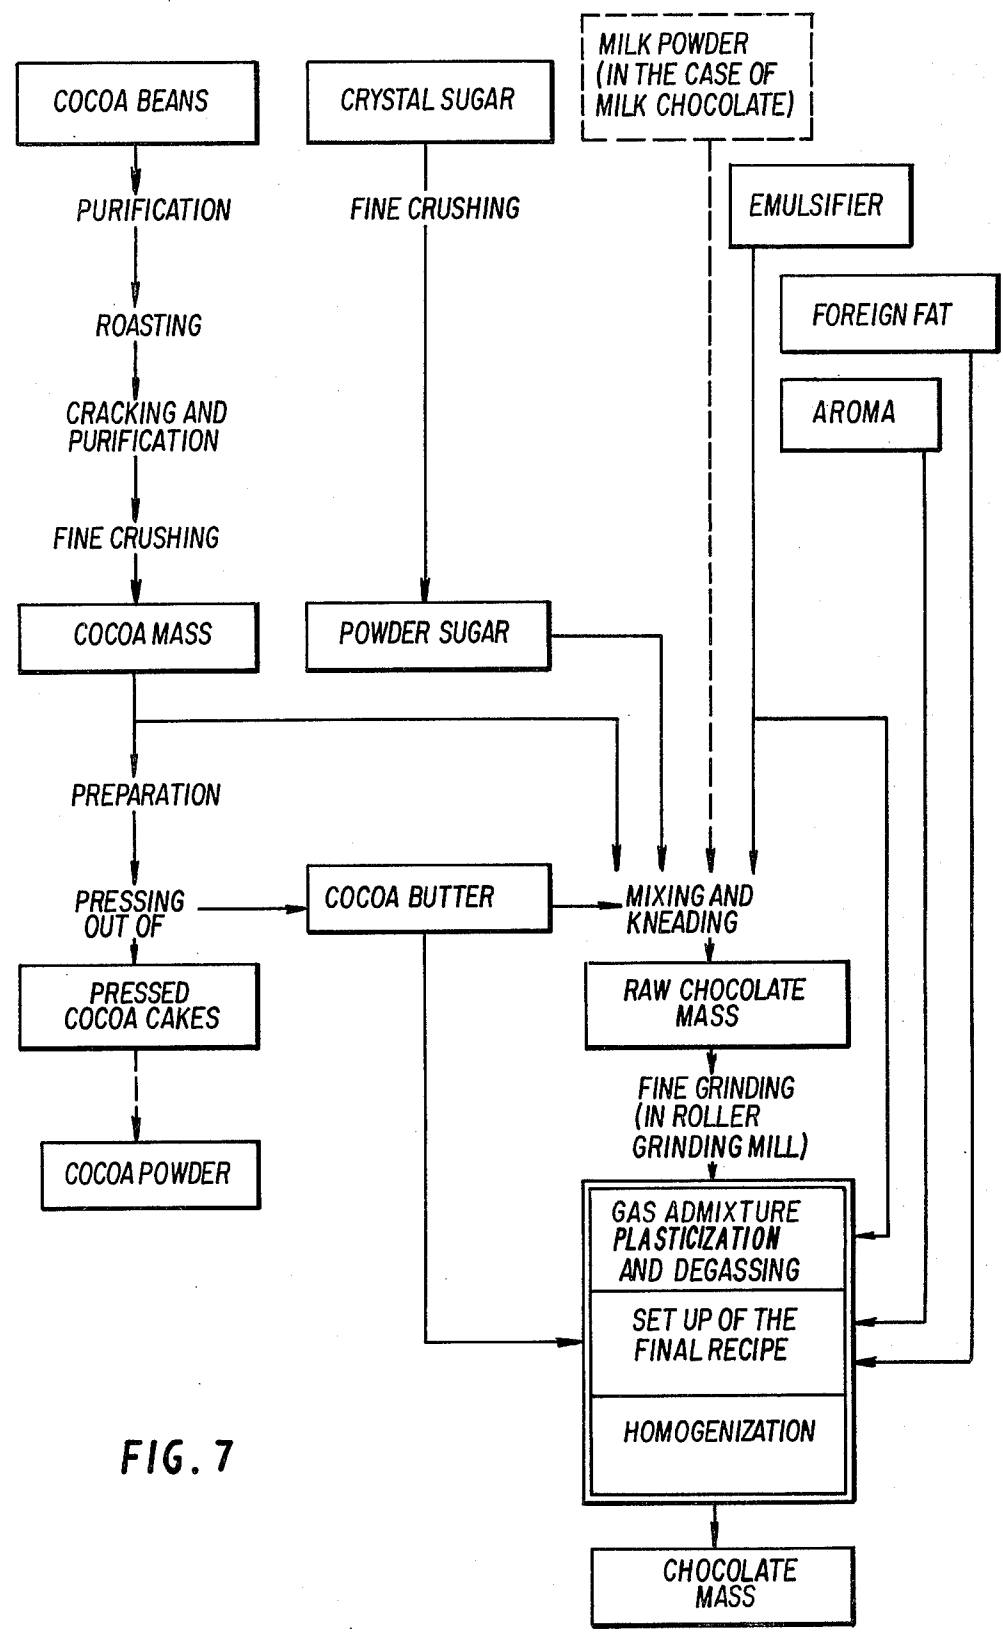 COCOA BEANS
CRYSTAL SUGAR
MILK POWDER
(IN THE CASE OF
MILK CHOCOLATE)
PURIFICATION
FINE CRUSHING
EMULSIFIER
ROASTING
FOREIGN FAT
CRACKING AND
PURIFICATION
AROMA
FINE CRUSHING
COCOA MASS
POWDER SUGAR
PREPARATION
PRESSING
OUT OF
COCOA BUTTER
MIXING AND
KNEADING
PRESSED
COCOA CAKES
RAW CHOCOLATE
MASS
FINE GRINDING
(IN ROLLER
GRINDING MILL)
COCOA POWDER
GAS ADMIXTURE
PLASTICIZATION
AND DEGASSING
SET UP OF THE
FINAL RECIPE
HOMOGENIZATION
FIG. 7
CHOCOLATE
MASS